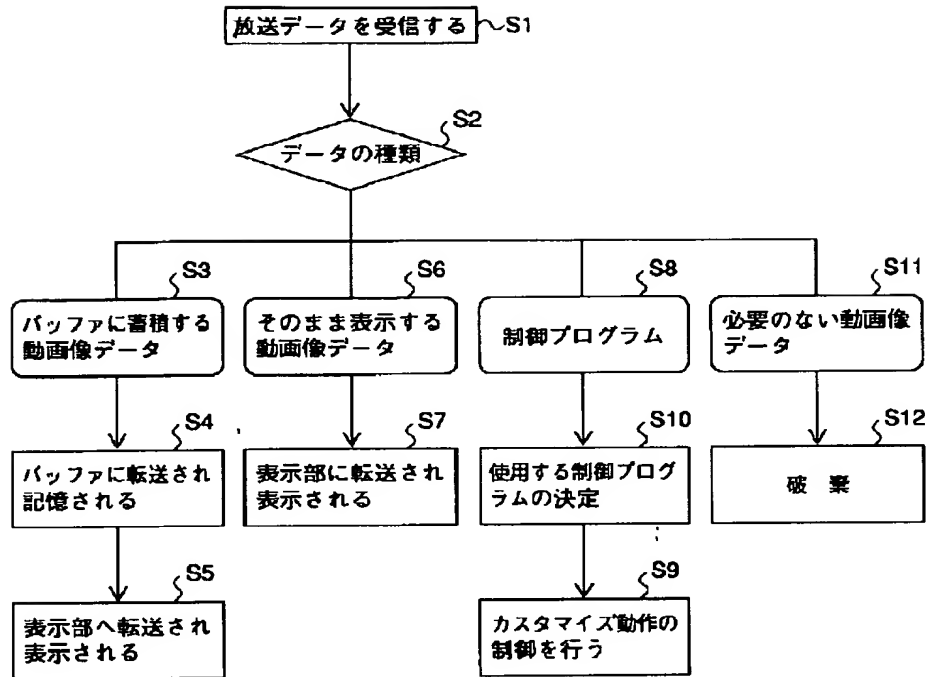 放送データを受信する
S1
S2
データの種類
S3
S6
S8
S11
バッファに蓄積する
動画像データ
そのまま表示する
動画像データ
制御プログラム
必要のない動画像
データ
S4
S7
S10
S12
バッファに転送され
記憶される
表示部に転送され
表示される
使用する制御プログ
ラムの決定
破 棄
S5
S9
表示部へ転送され
表示される
カスタマイズ動作の
制御を行う